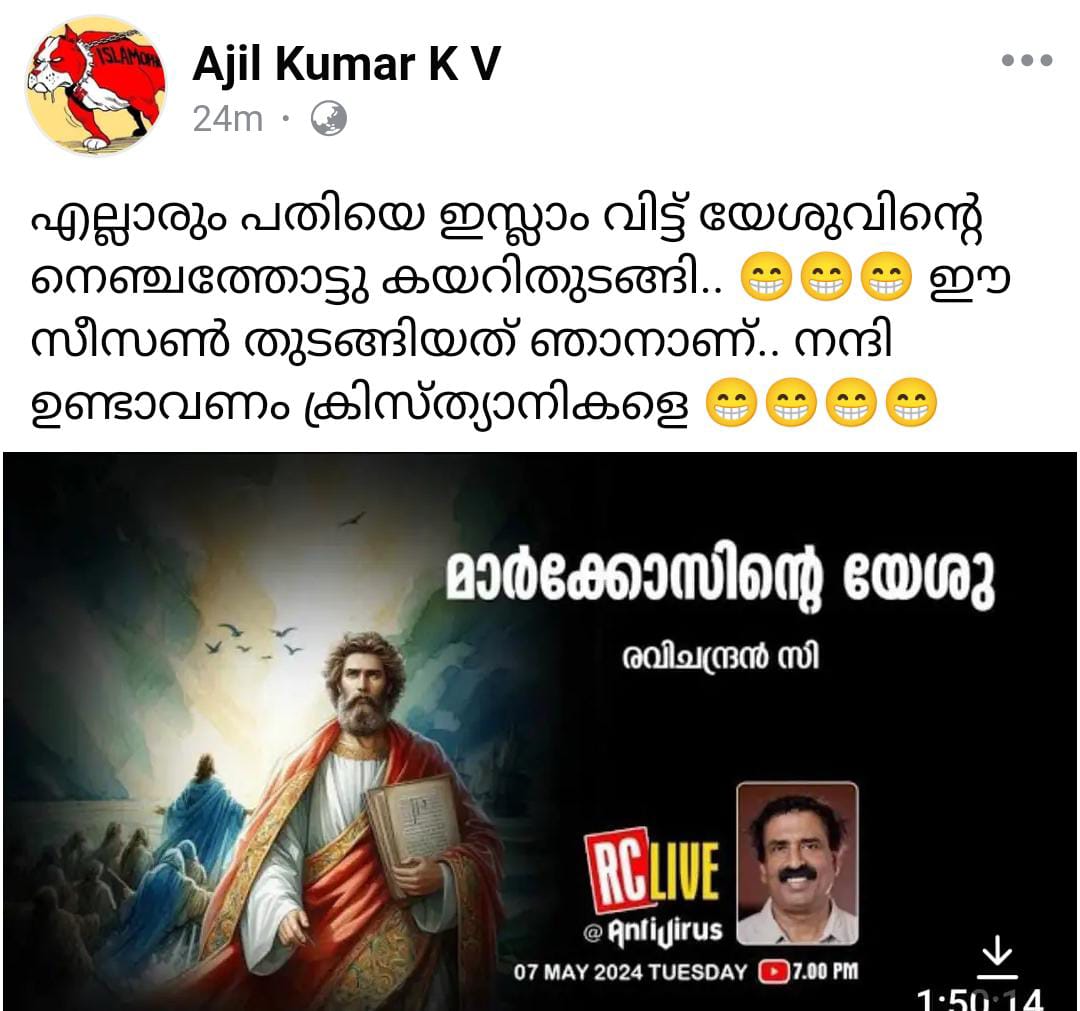 ISLAMOPH
Ajil Kumar K V
24m ·
എല്ലാരും പതിയെ ഇസ്ലാം വിട്ട് യേശുവിന്റെ
നെഞ്ചത്തോട്ടു കയറിതുടങ്ങി.. 😁😁😁 ഈ
സീസൺ തുടങ്ങിയത് ഞാനാണ്.. നന്ദി
ഉണ്ടാവണം ക്രിസ്ത്യാനികളെ 😁😁😁😁
മാർക്കോസിന്റെ യേശു
രവിചന്ദ്രൻ സി
RC LIVE
@ Antivirus
07 MAY 2024 TUESDAY 7.00 PM
1:50:14